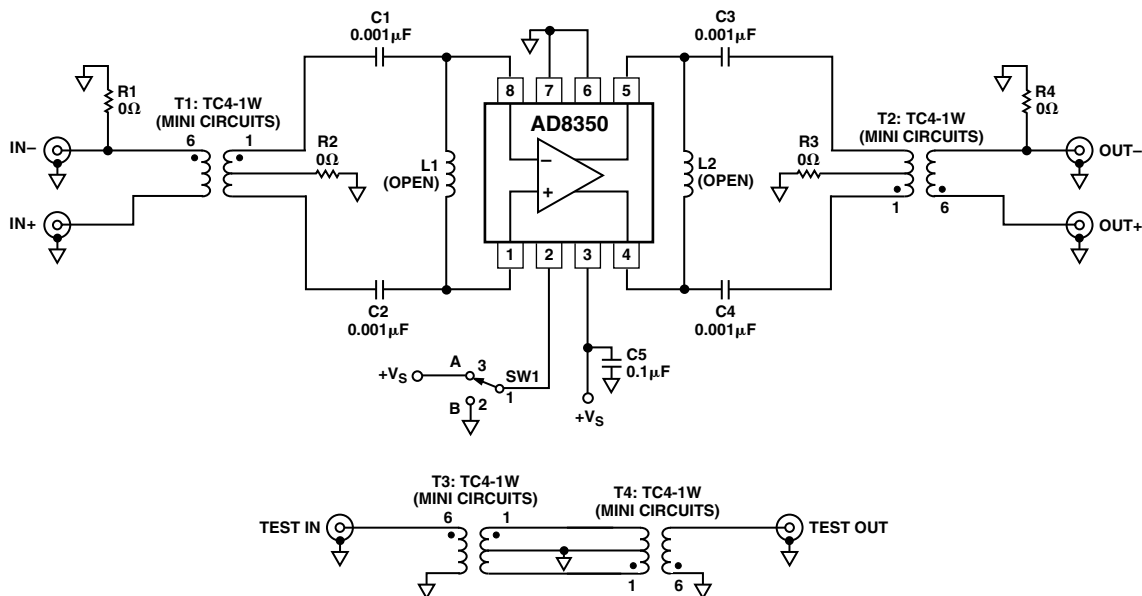 C1
0.001µF
C3
0.001µF
R1
0Ω
T1: TC4-1W
(MINI CIRCUITS)
6
1
IN–
IN+
R2
0Ω
L1
(OPEN)
8
7
6
5
AD8350
–
+
1
2
3
4
L2
(OPEN)
R3
0Ω
T2: TC4-1W
(MINI CIRCUITS)
1
6
R4
0Ω
OUT–
OUT+
C2
0.001µF
C4
0.001µF
A
3
+VS
SW1
1
B
2
C5
0.1µF
+VS
T3: TC4-1W
(MINI CIRCUITS)
T4: TC4-1W
(MINI CIRCUITS)
TEST IN
6
1
1
6
TEST OUT